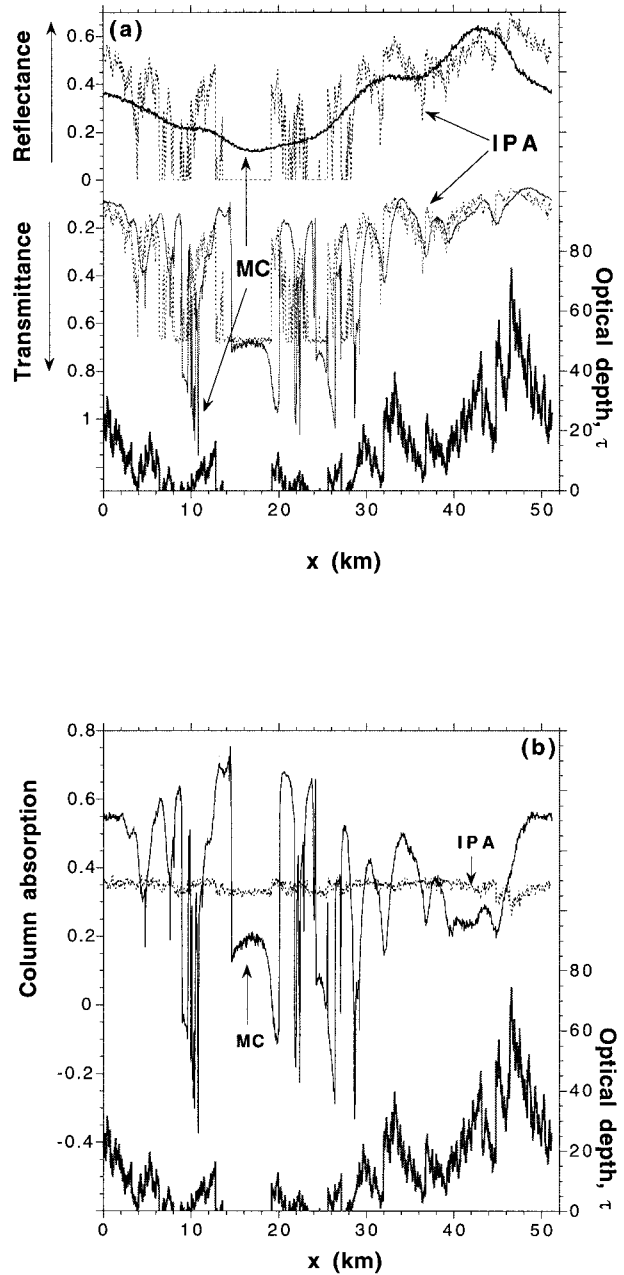 (a)
Reflectance
0.6
0.4
0.2
0
IPA
Transmittance
0.2
0.4
0.6
0.8
1
MC
80
60
40
20
0
Optical depth, τ
0 10 20 30 40 50
x (km)
(b)
Column absorption
0.8
0.6
0.4
0.2
0
-0.2
-0.4
IPA
MC
80
60
40
20
0
Optical depth, τ
0 10 20 30 40 50
x (km)